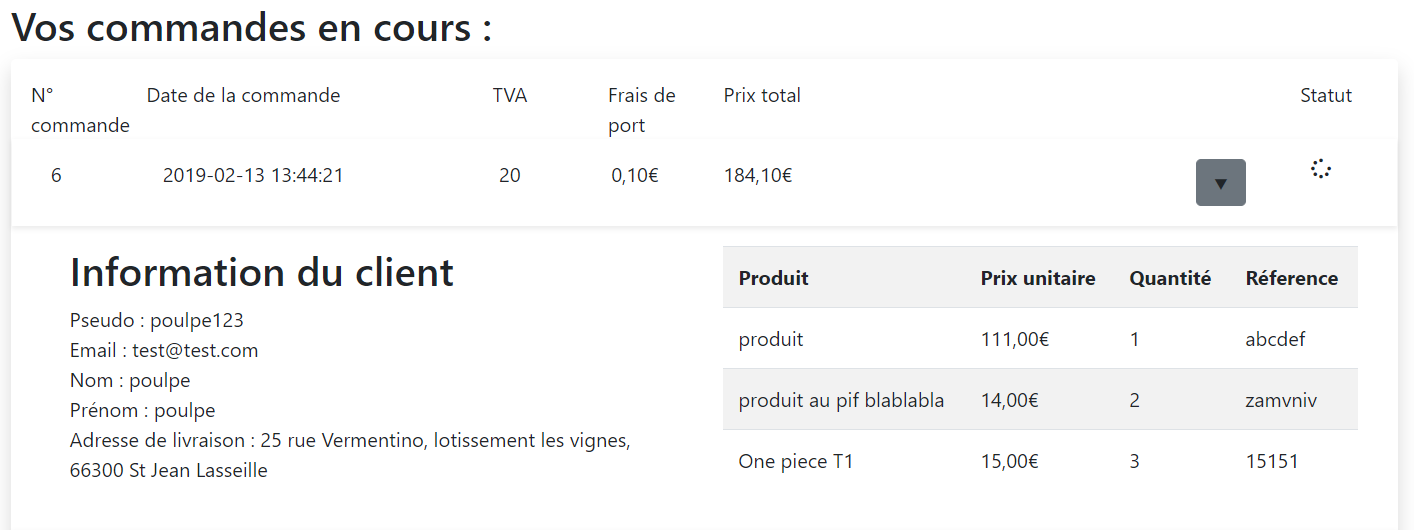 Vos commandes en cours :
N° commande Date de la commande TVA Frais de port Prix total Statut
6 2019-02-13 13:44:21 20 0,10€ 184,10€ ▼
Information du client
Pseudo : poulpe123
Email : test@test.com
Nom : poulpe
Prénom : poulpe
Adresse de livraison : 25 rue Vermentino, lotissement les vignes,
66300 St Jean Lasseille
Produit Prix unitaire Quantité Réference
produit 111,00€ 1 abcdef
produit au pif blablabla 14,00€ 2 zamvniv
One piece T1 15,00€ 3 15151